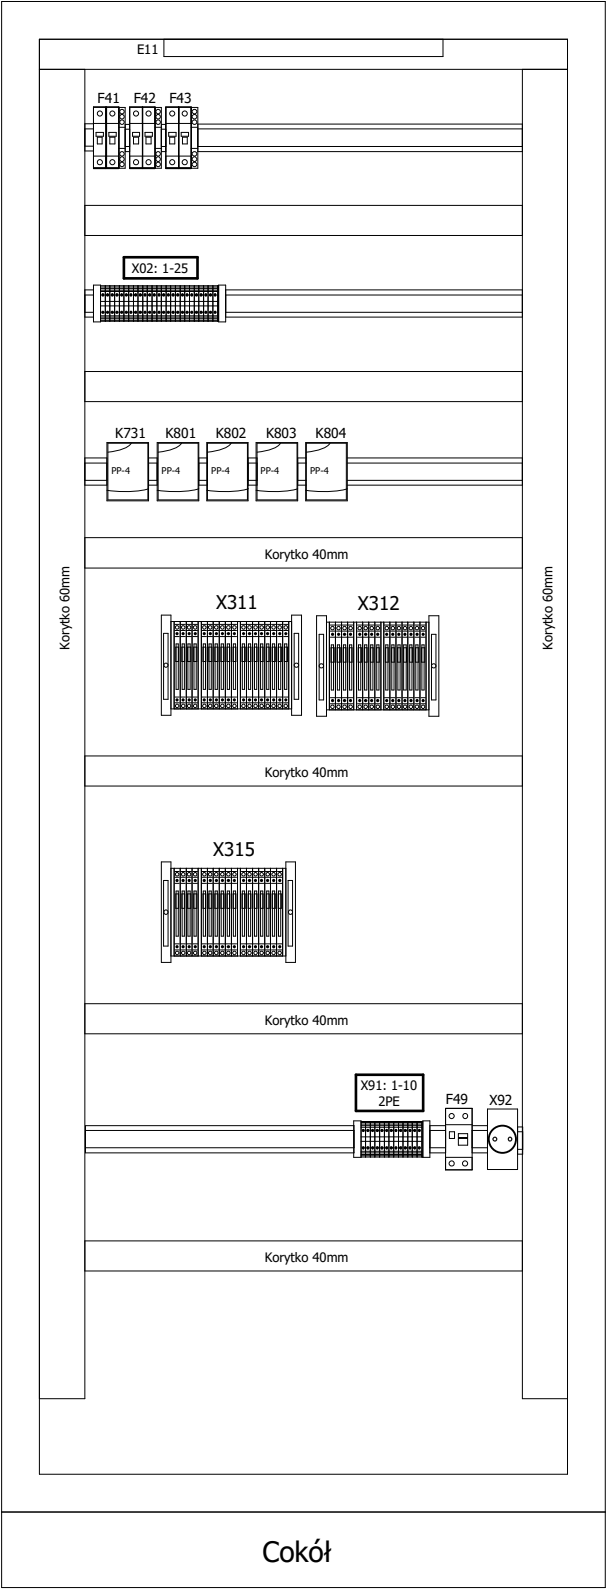 E11
F41 F42 F43
X02: 1-25
K731 K801 K802 K803 K804
PP-4 PP-4 PP-4 PP-4 PP-4
Korytko 40mm
Korytko 60mm
Korytko 60mm
X311 X312
Korytko 40mm
X315
Korytko 40mm
X91: 1-10
2PE
F49 X92
Korytko 40mm
Cokół